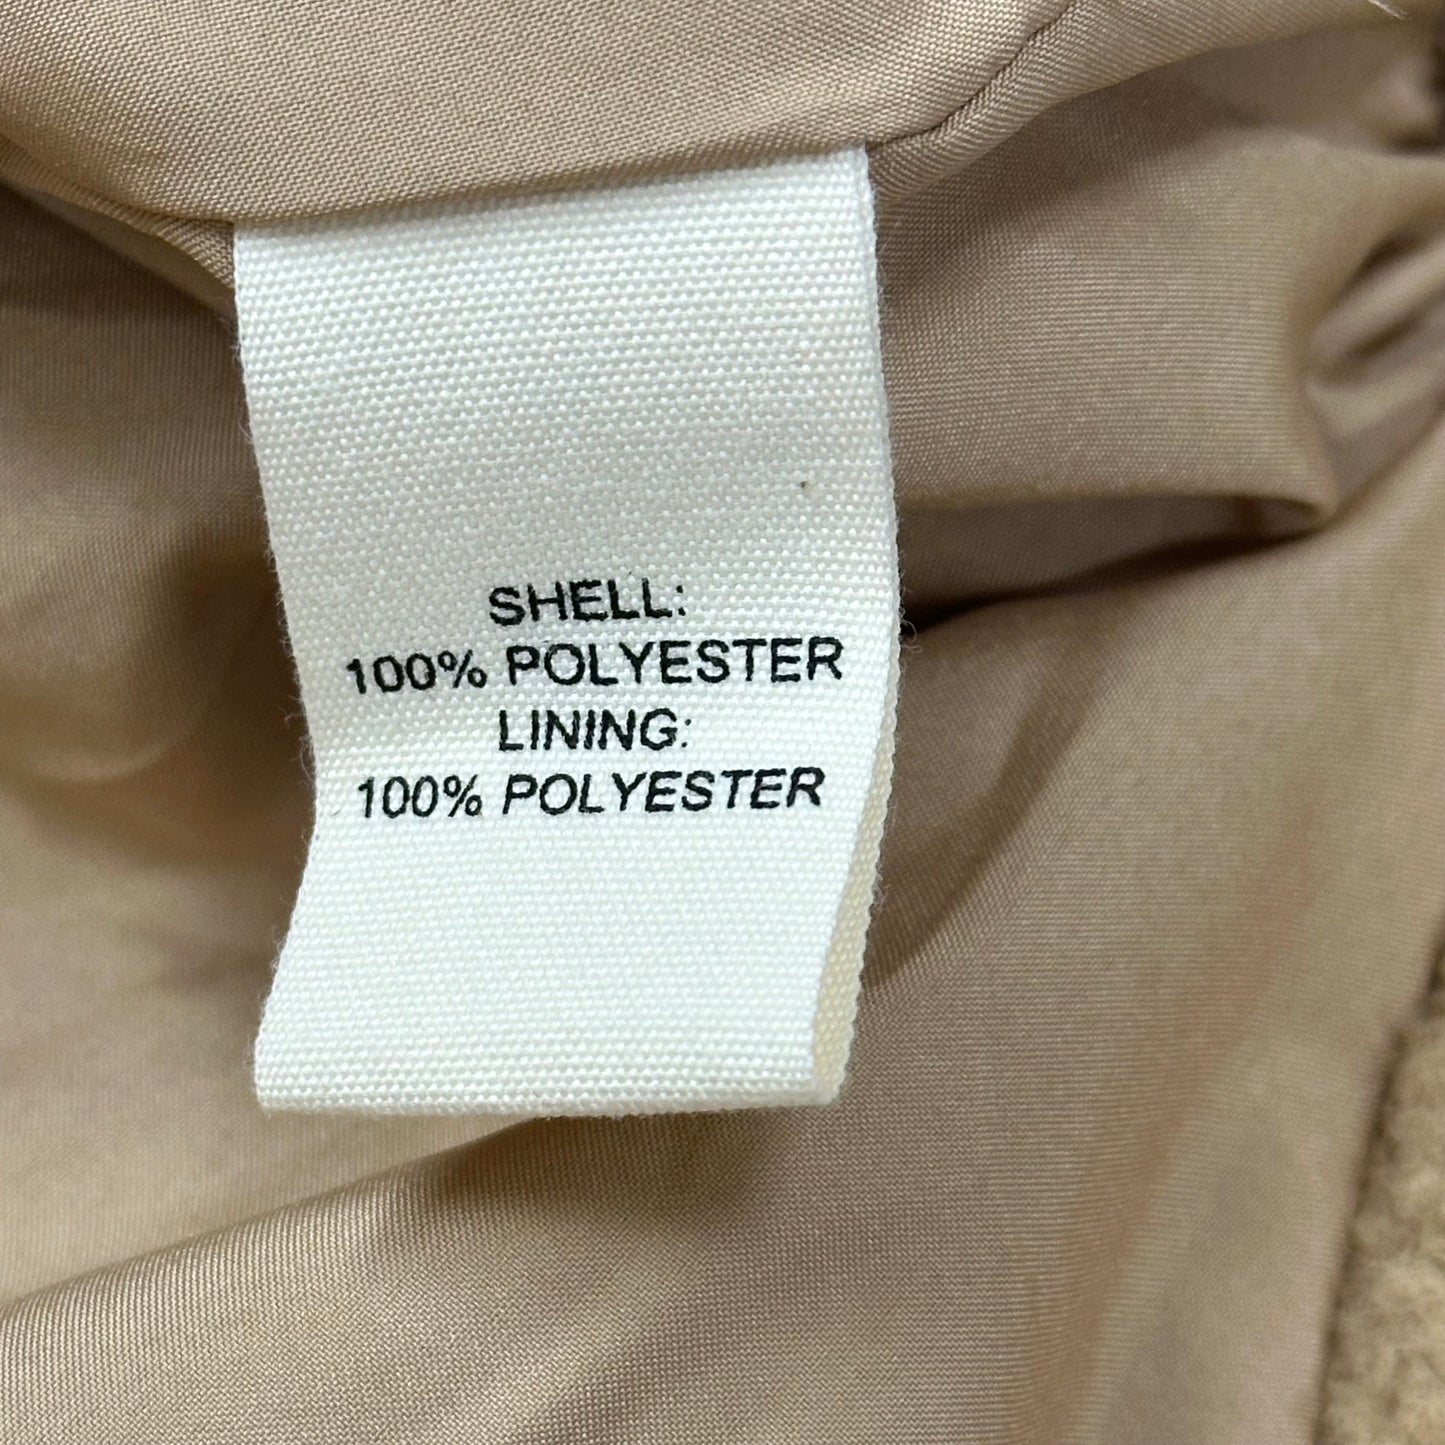 SHELL:
100% POLYESTER
LINING:
100% POLYESTER